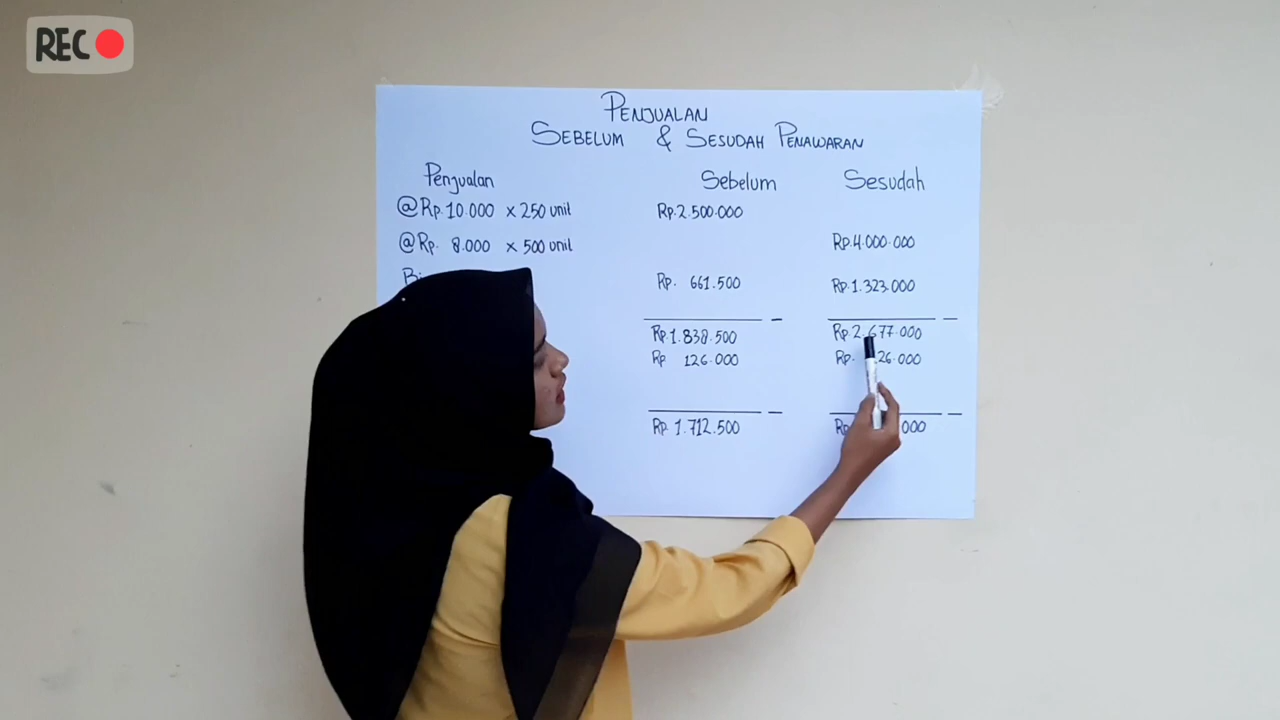 REC
PENJUALAN
SEBELUM & SESUDAH PENAWARAN
Penjualan Sebelum Sesudah
@Rp. 10.000 x 250 unit Rp. 2.500.000
@Rp. 8.000 x 500 unit Rp. 4.000.000
Rp. 661.500 Rp. 1.323.000
Rp. 1.838.500 Rp. 2.677.000
Rp. 126.000 Rp.
Rp. 1.712.500 Rp.